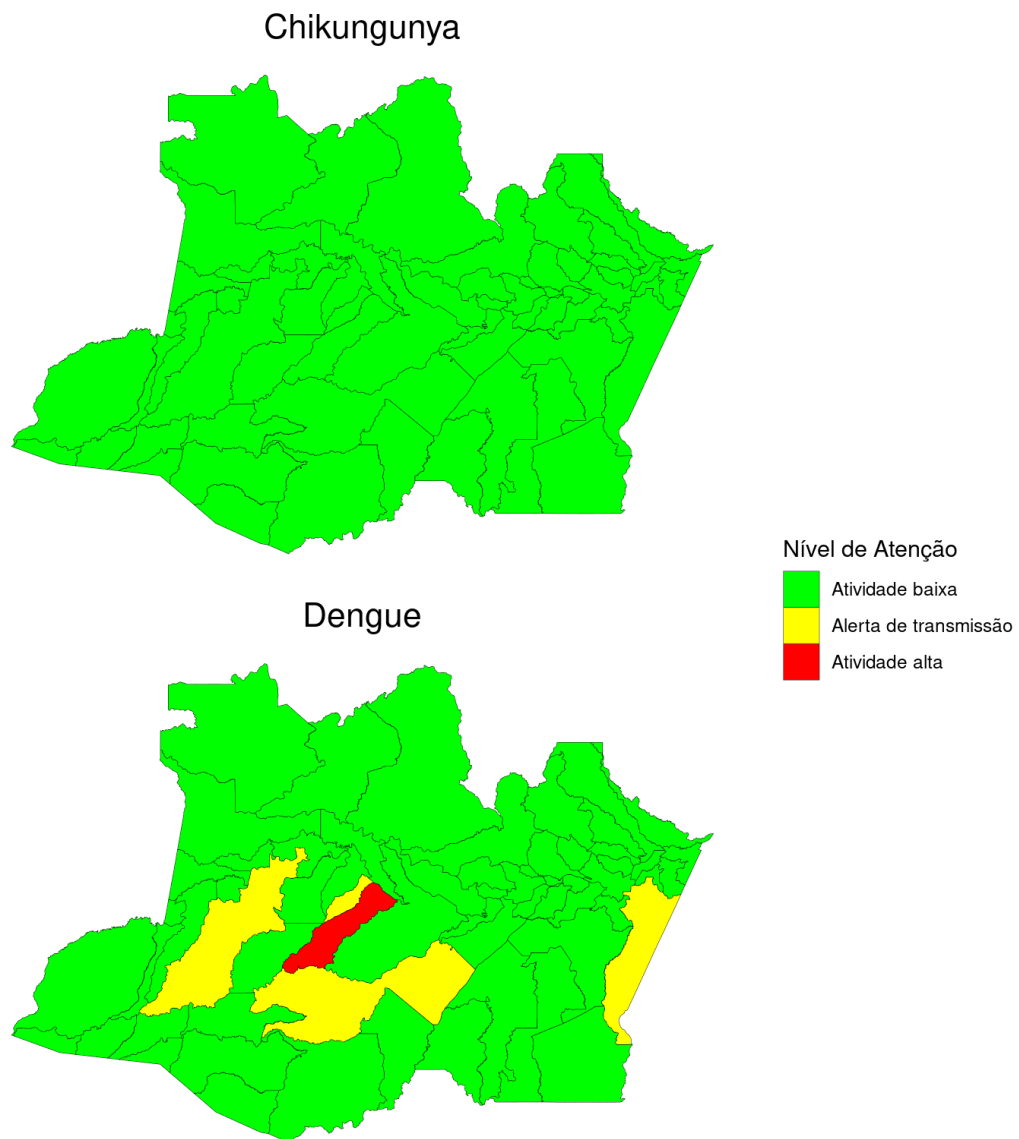 Chikungunya
Nível de Atenção
Atividade baixa
Alerta de transmissão
Atividade alta
Dengue